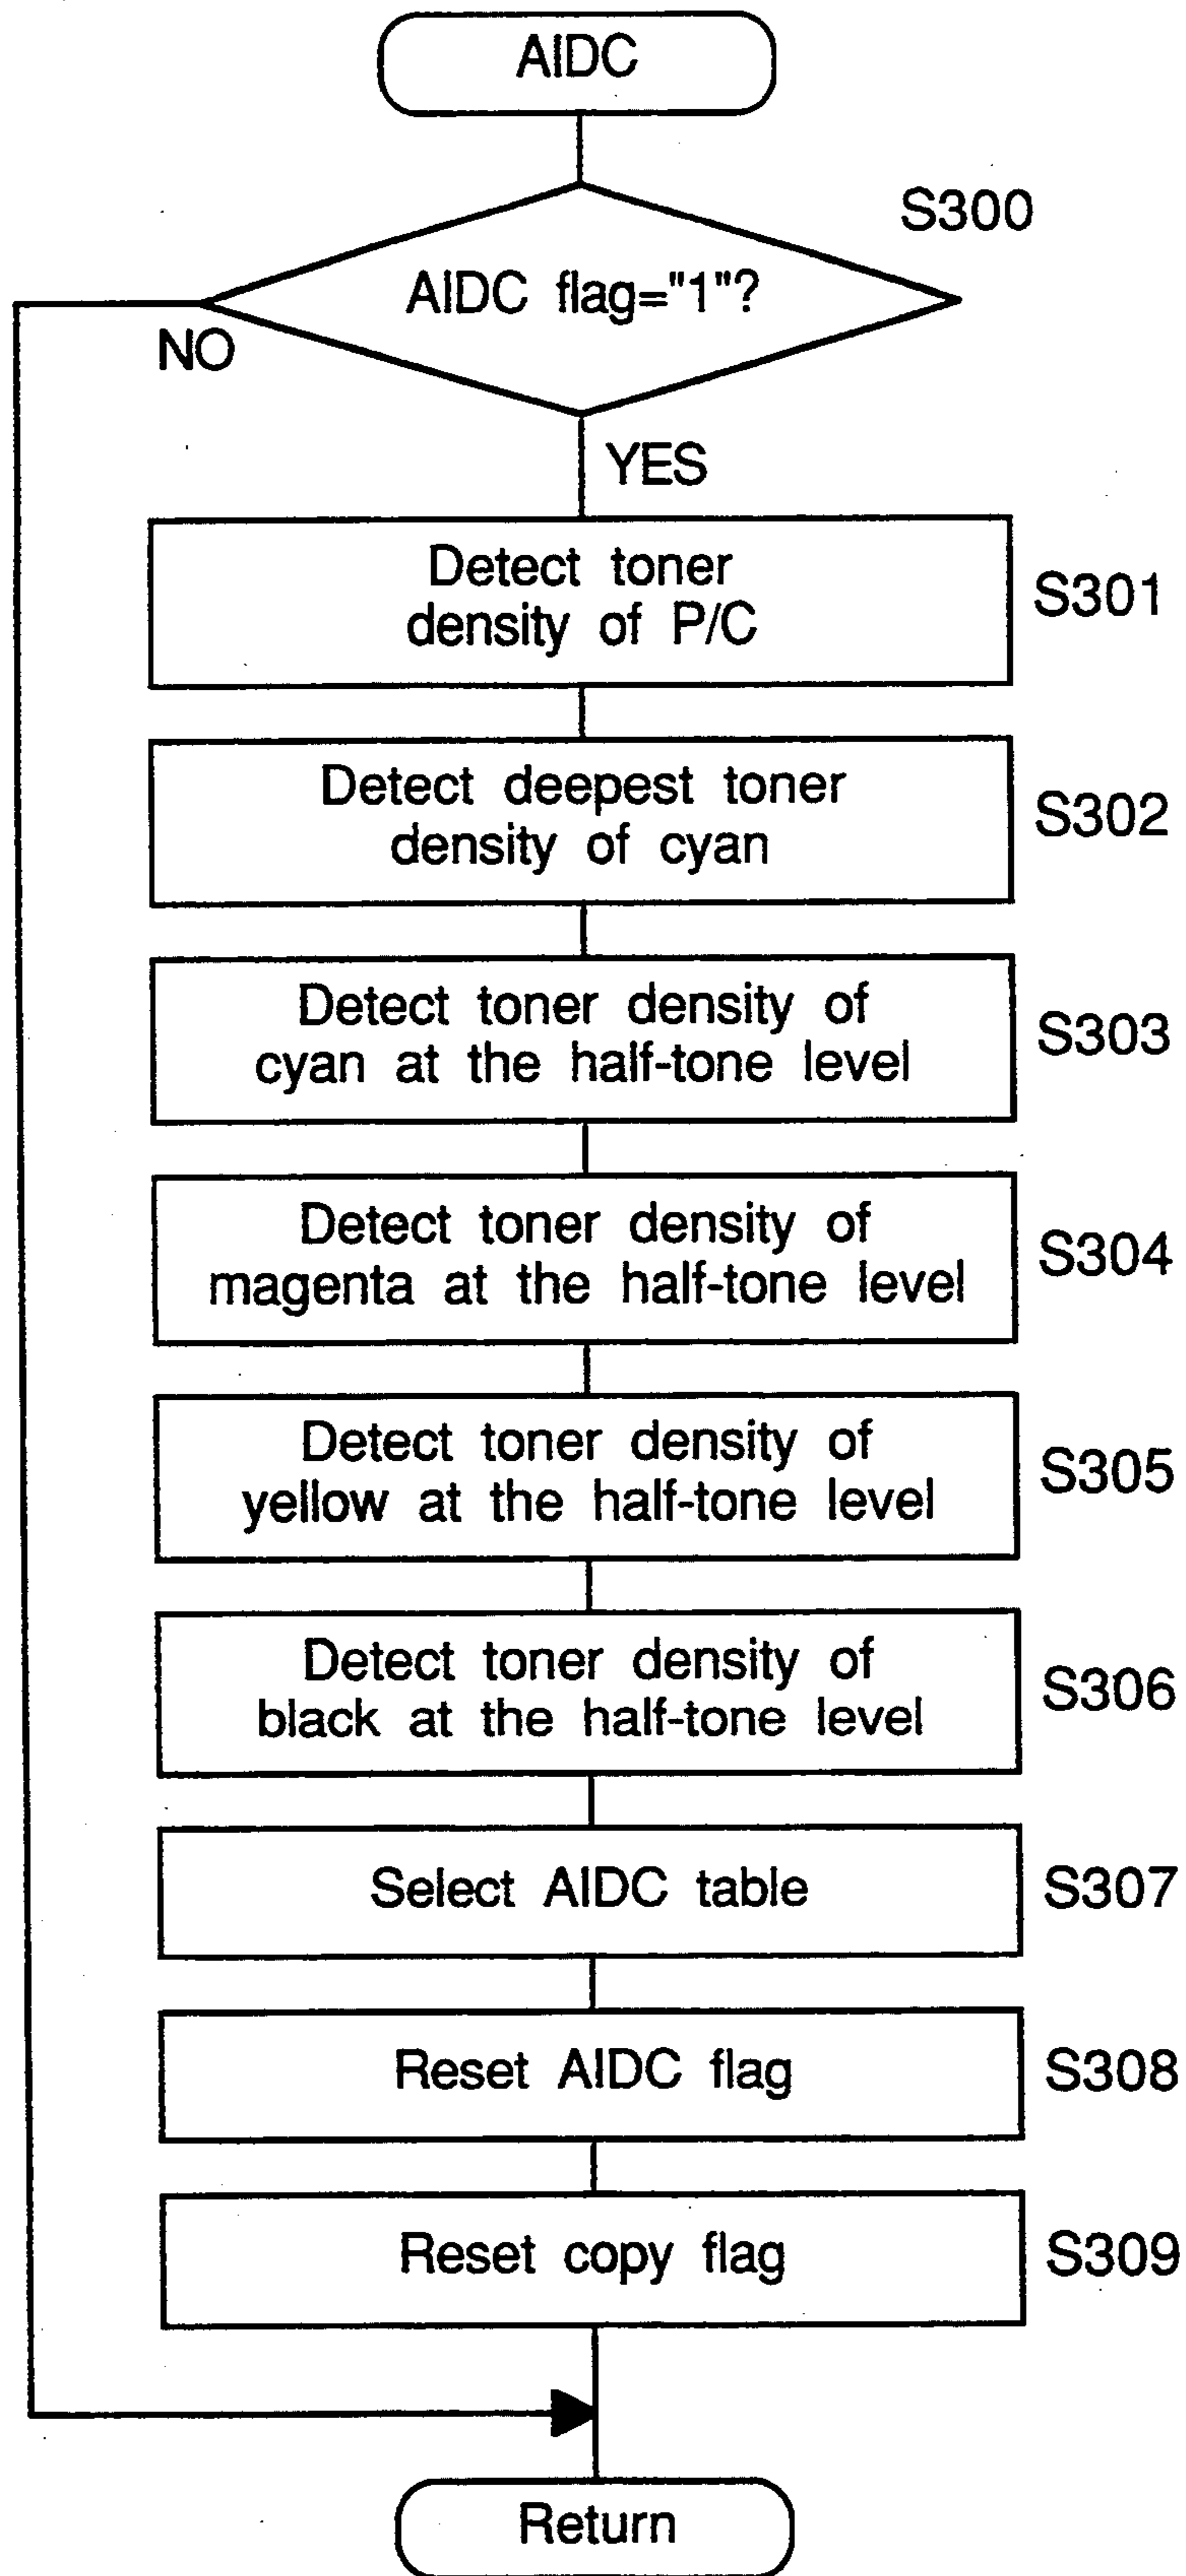 AIDC
S300
AIDC flag="1"?
NO
YES
Detect toner
density of P/C
S301
Detect deepest toner
density of cyan
S302
Detect toner density of
cyan at the half-tone level
S303
Detect toner density of
magenta at the half-tone level
S304
Detect toner density of
yellow at the half-tone level
S305
Detect toner density of
black at the half-tone level
S306
Select AIDC table
S307
Reset AIDC flag
S308
Reset copy flag
S309
Return